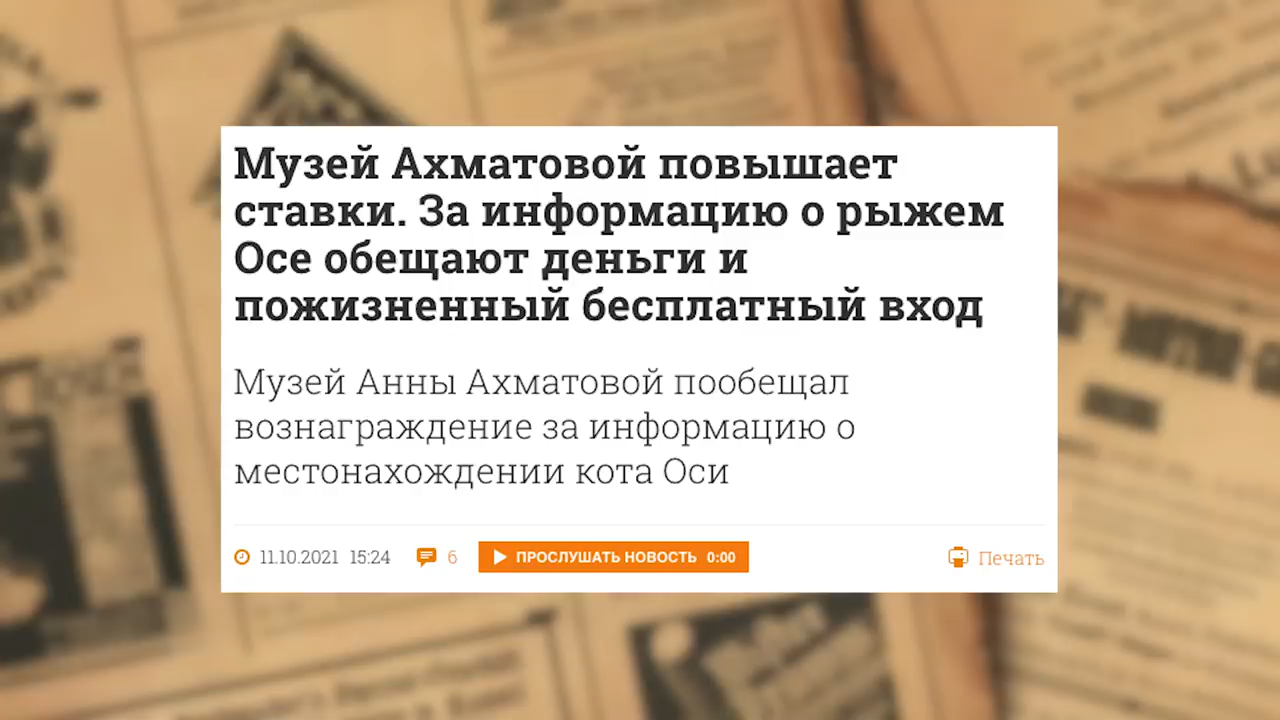 Музей Ахматовой повышает
ставки. За информацию о рыжем
Осе обещают деньги и
пожизненный бесплатный вход
Музей Анны Ахматовой пообещал
вознаграждение за информацию о
местонахождении кота Оси
11.10.2021 15:24 6 ПРОСЛУШАТЬ НОВОСТЬ 0:00 Печать